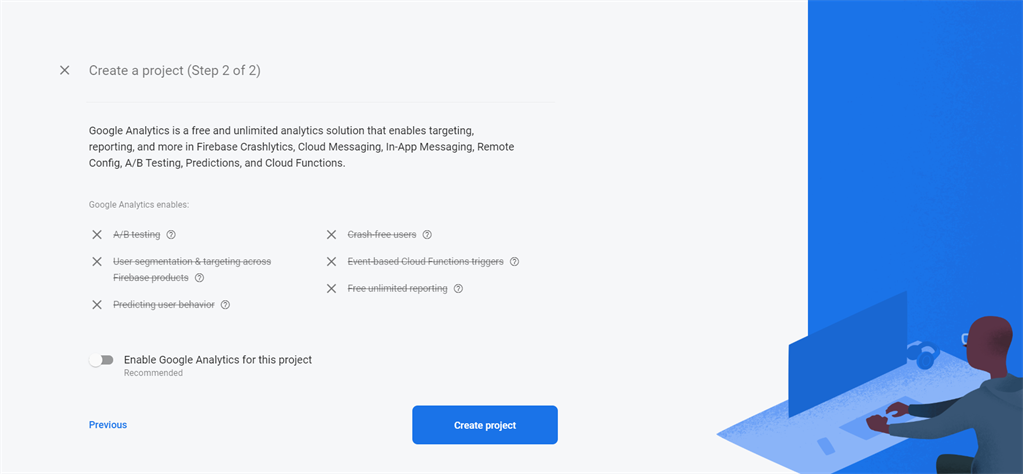 Create a project (Step 2 of 2)
Google Analytics is a free and unlimited analytics solution that enables targeting,
reporting, and more in Firebase Crashlytics, Cloud Messaging, In-App Messaging, Remote
Config, A/B Testing, Predictions, and Cloud Functions.
Google Analytics enables:
A/B testing
Crash-free users
User segmentation & targeting across
Firebase products
Event-based Cloud Functions triggers
Free unlimited reporting
Predicting user behavior
Enable Google Analytics for this project
Recommended
Previous
Create project